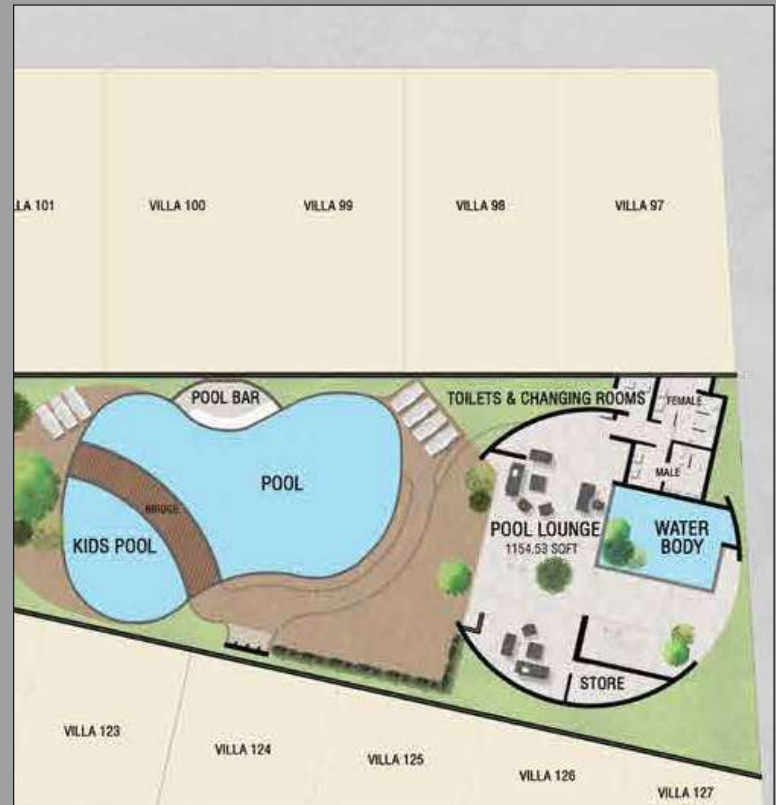 LLA 101
VILLA 100
VILLA 99
VILLA 98
VILLA 97
POOL BAR
TOILETS & CHANGING ROOMS
FEMALE
MALE
POOL
BRIDGE
KIDS POOL
POOL LOUNGE
1154.53 SQFT
WATER
BODY
STORE
VILLA 123
VILLA 124
VILLA 125
VILLA 126
VILLA 127